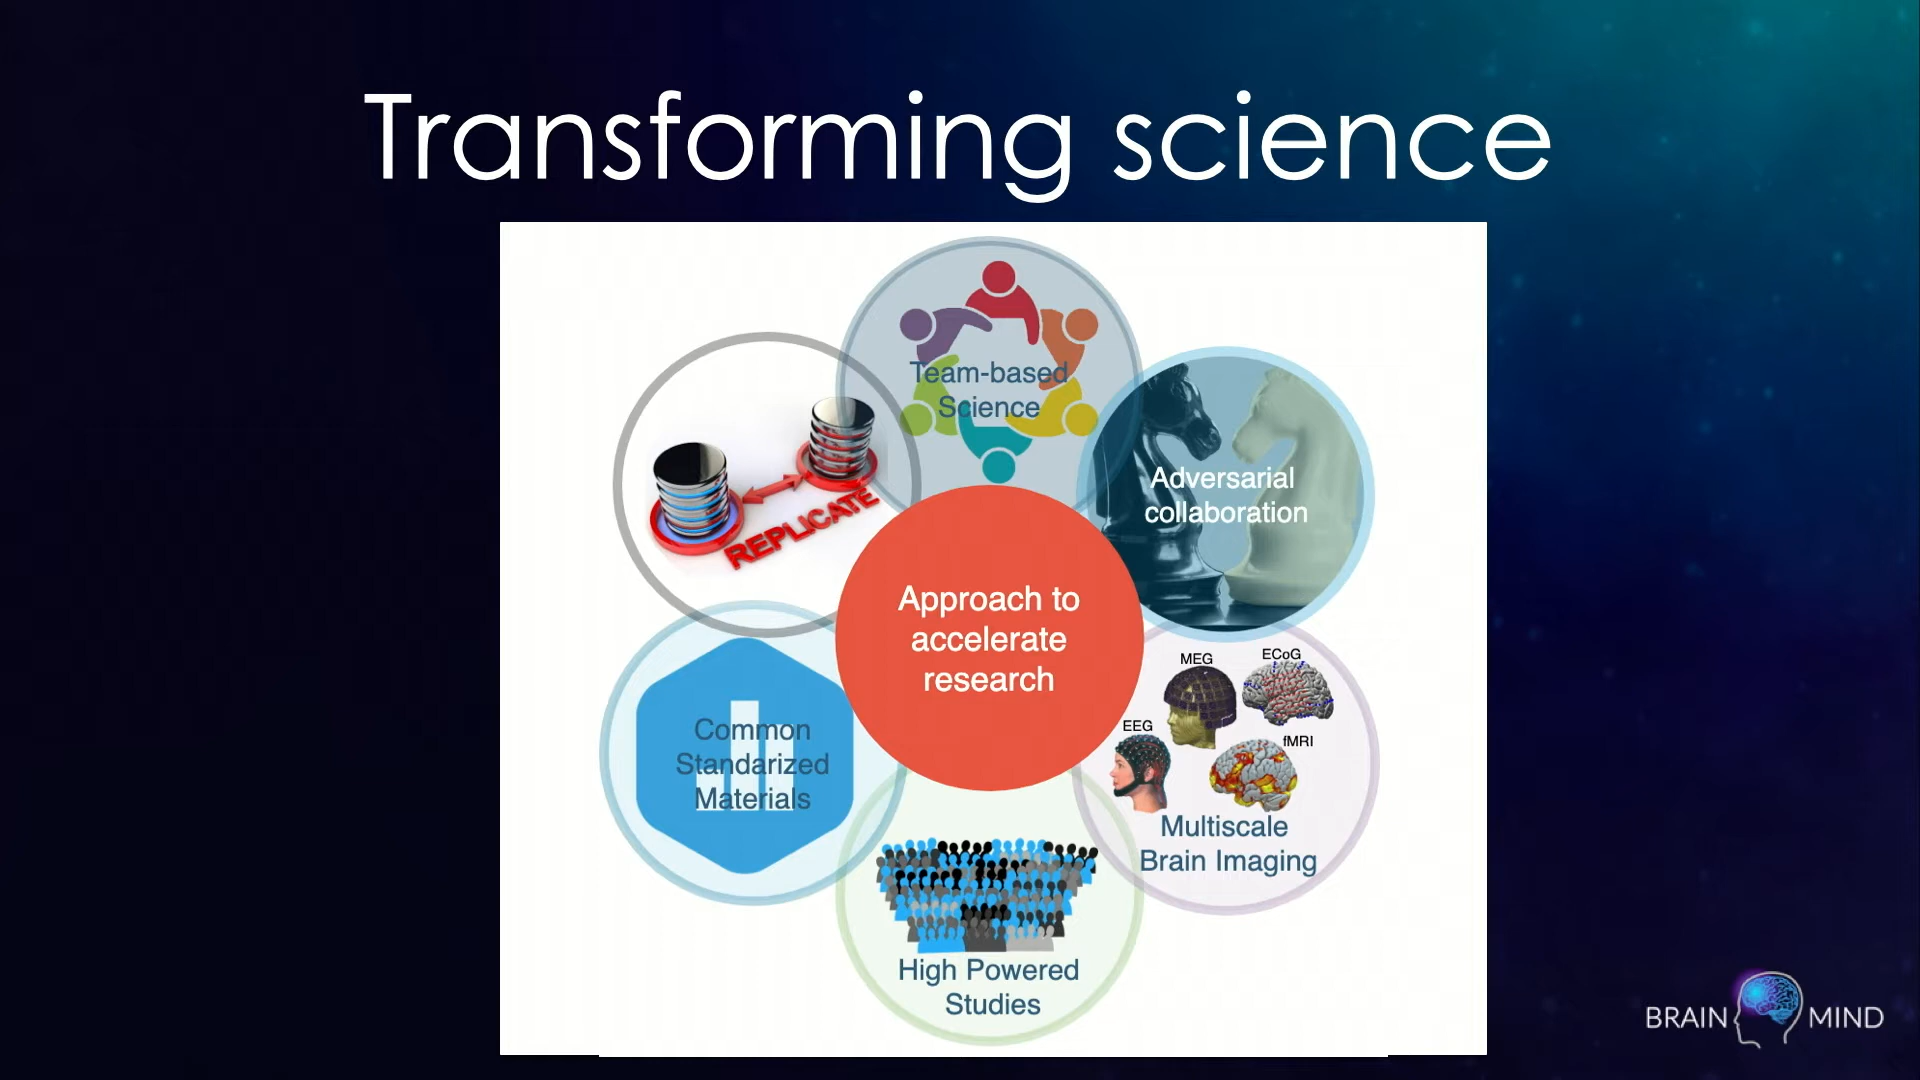 Transforming science
Team-based
Science
Adversarial
collaboration
REPLICATE
Approach to
accelerate
research
MEG
ECoG
EEG
fMRI
Multiscale
Brain Imaging
Common
Standarized
Materials
High Powered
Studies
BRAIN MIND